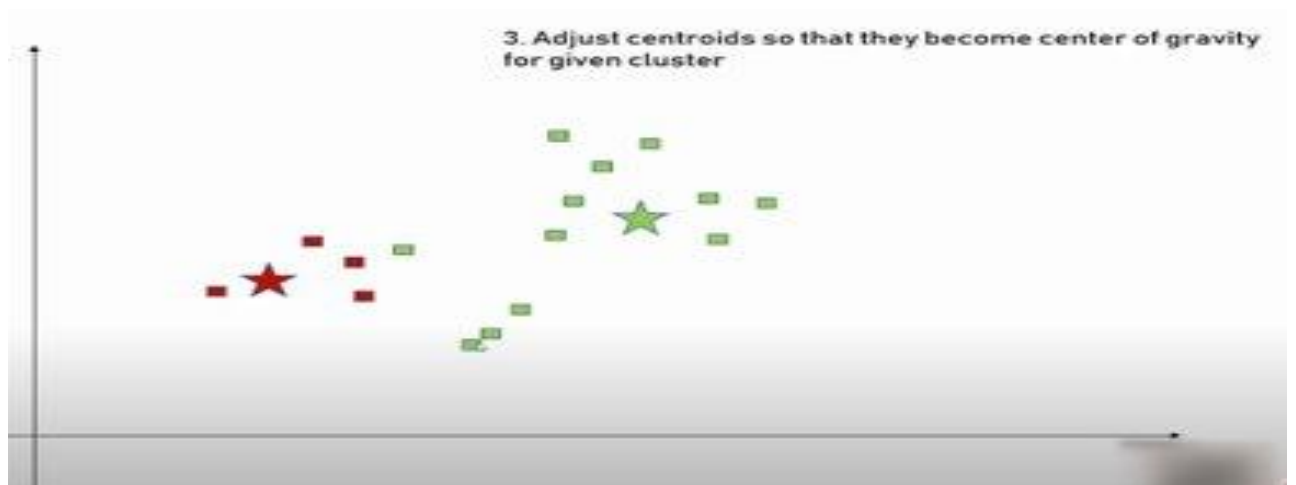 3. Adjust centroids so that they become center of gravity
for given cluster